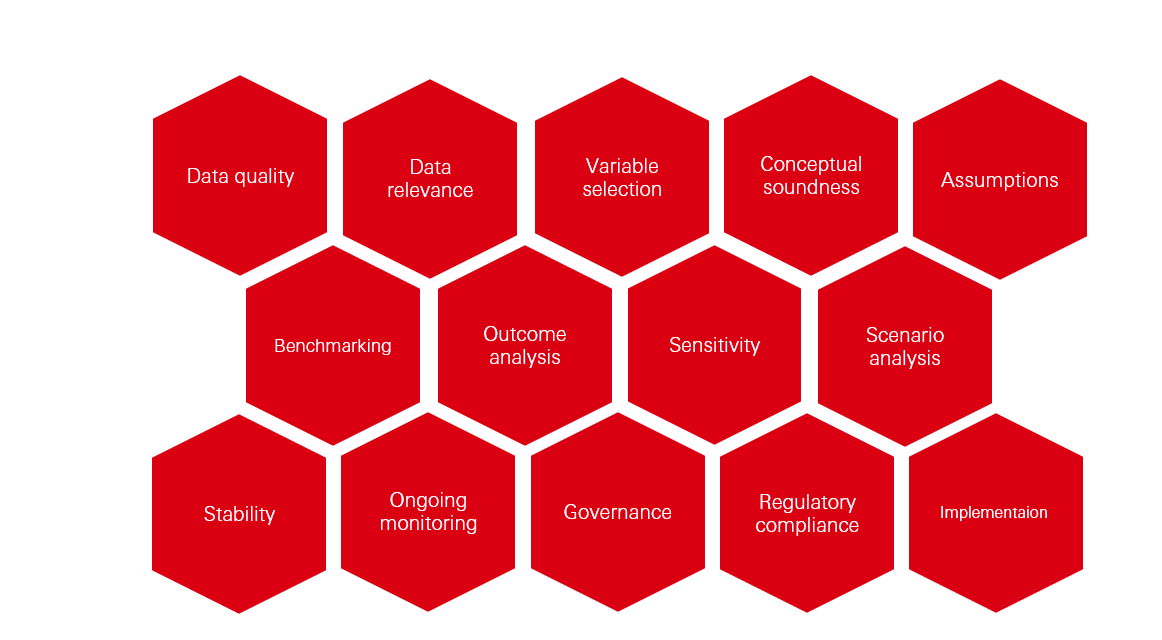 Data quality
Data
relevance
Variable
selection
Conceptual
soundness
Assumptions
Benchmarking
Outcome
analysis
Sensitivity
Scenario
analysis
Stability
Ongoing
monitoring
Governance
Regulatory
compliance
Implementaion